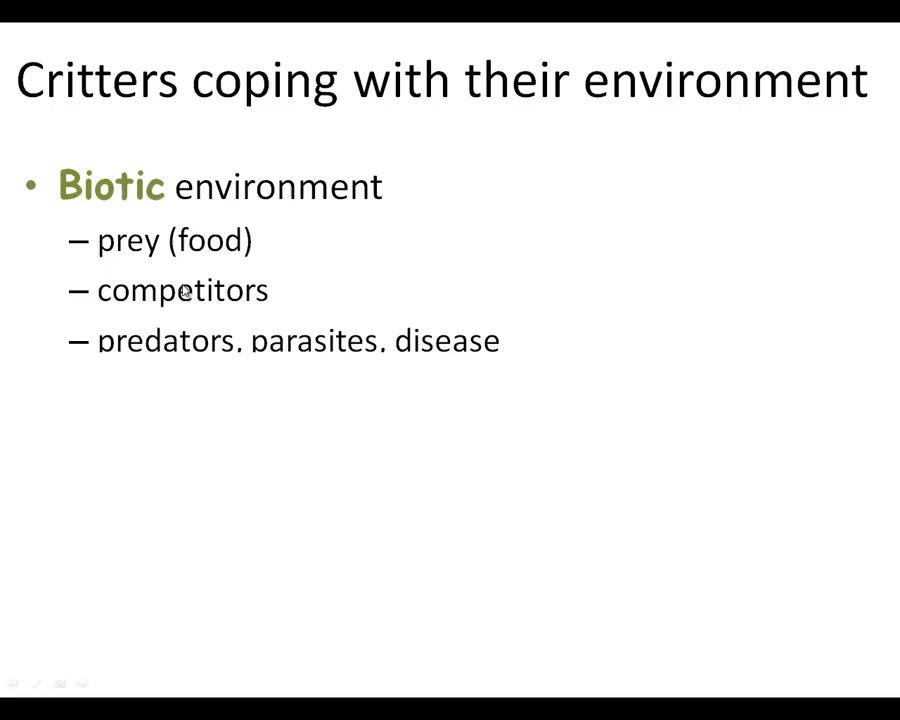 Critters coping with their environment
• Biotic environment
– prey (food)
– competitors
– predators, parasites, disease